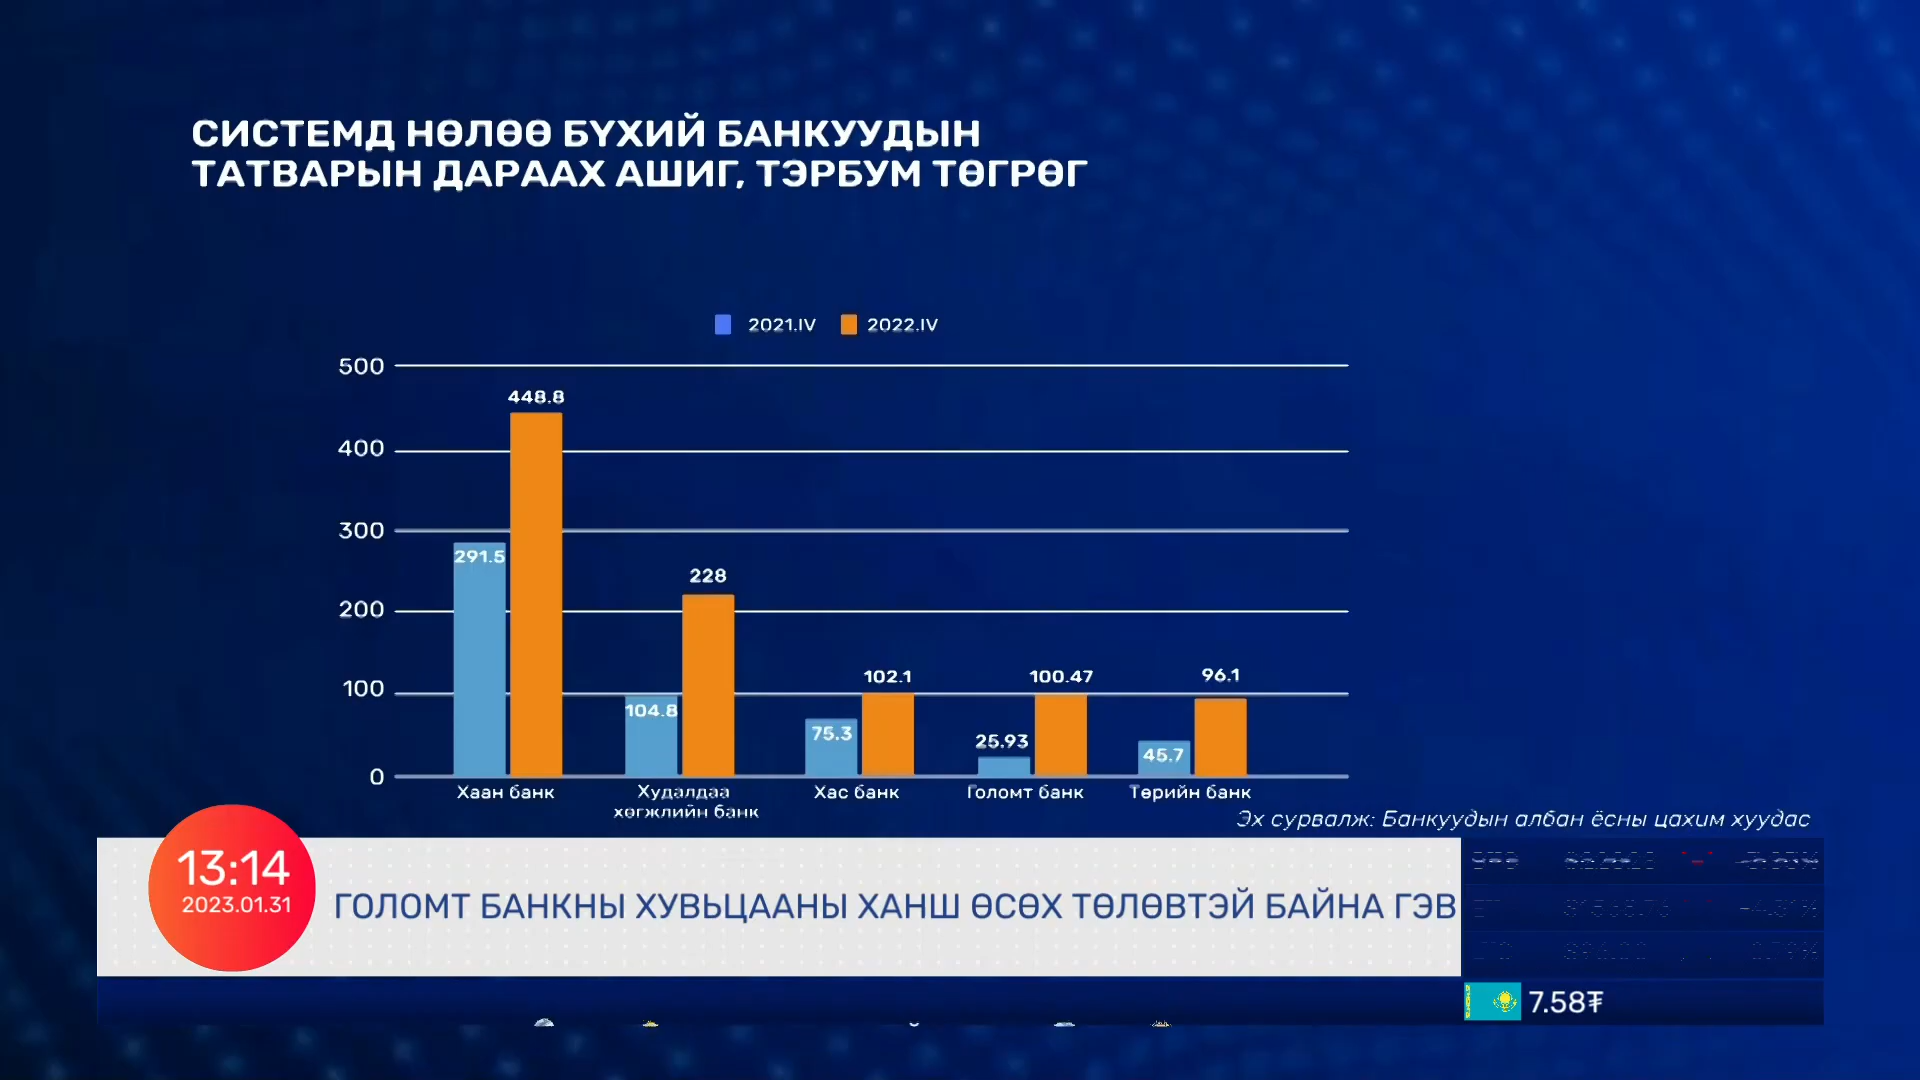 СИСТЕМД НӨЛӨӨ БҮХИЙ БАНКУУДЫН
ТАТВАРЫН ДАРААХ АШИГ, ТЭРБУМ ТӨГРӨГ
2021.IV 2022.IV
500
448.8
400
300
291.5
228
200
102.1 100.47 96.1
100
104.8
75.3
25.93
45.7
0
Хаан банк Худалдаа Хас банк Голомт банк Төрийн банк
хөгжлийн банк
Эх сурвалж: Банкуудын албан ёсны цахим хуудас
13:14
2023.01.31
ГОЛОМТ БАНКНЫ ХУВЬЦААНЫ ХАНШ ӨСӨХ ТӨЛӨВТЭЙ БАЙНА ГЭВ
7.58₮